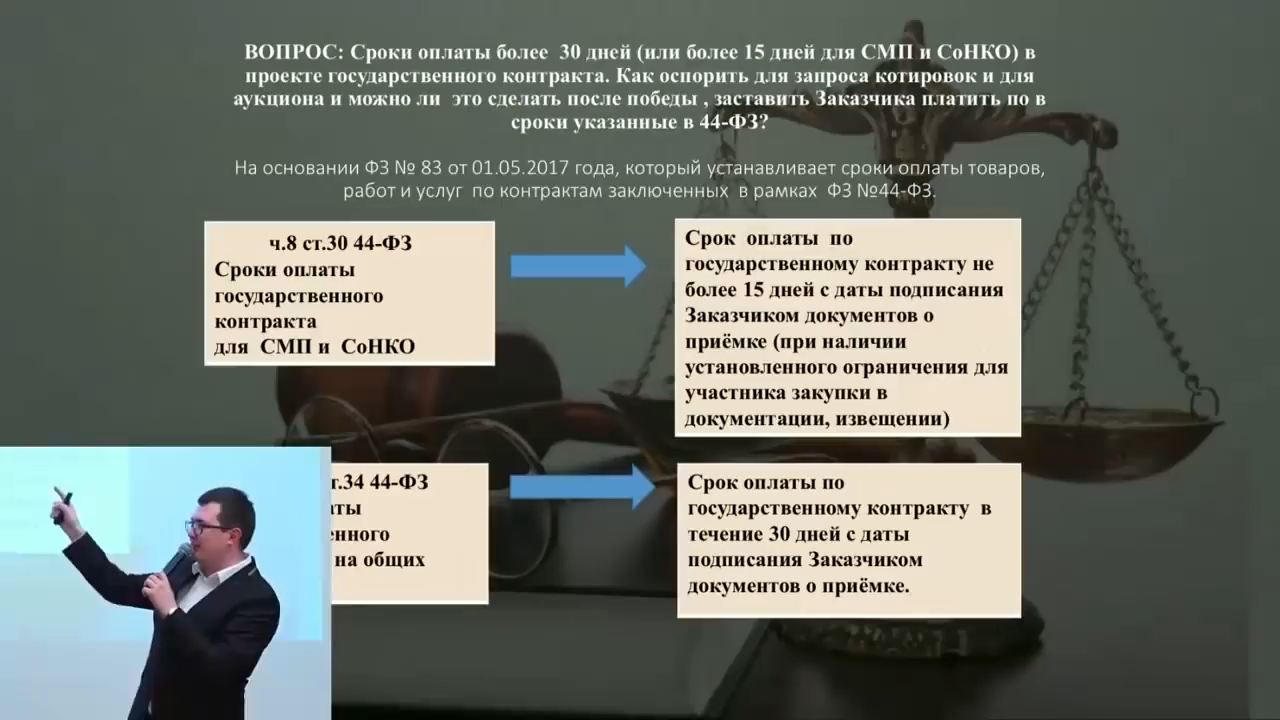 ВОПРОС: Сроки оплаты более 30 дней (или более 15 дней для СМП и СоНКО) в
проекте государственного контракта. Как оспорить для запроса котировок и для
аукциона и можно ли это сделать после победы , заставить Заказчика платить по в
сроки указанные в 44-ФЗ?
На основании ФЗ № 83 от 01.05.2017 года, который устанавливает сроки оплаты товаров,
работ и услуг по контрактам заключенных в рамках ФЗ №44-ФЗ.
ч.8 ст.30 44-ФЗ
Сроки оплаты
государственного
контракта
для СМП и СоНКО
Срок оплаты по
государственному контракту не
более 15 дней с даты подписания
Заказчиком документов о
приёмке (при наличии
установленного ограничения для
участника закупки в
документации, извещении)
т.34 44-ФЗ
аты
енного
на общих
Срок оплаты по
государственному контракту в
течение 30 дней с даты
подписания Заказчиком
документов о приёмке.